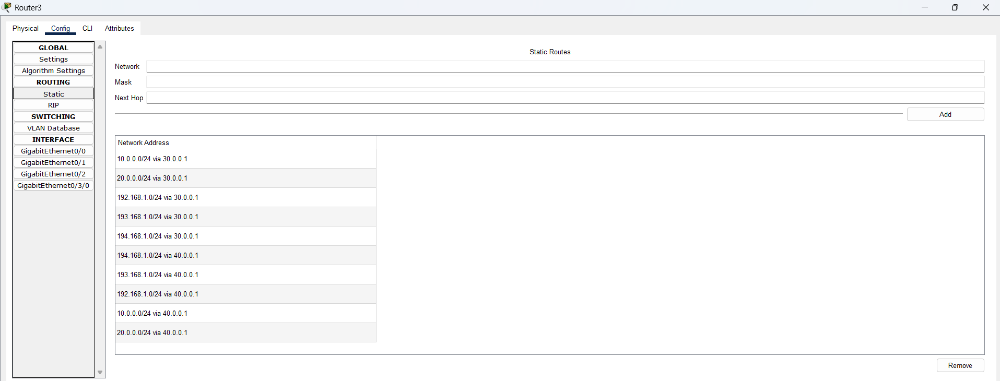 Router3
Physical Config CLI Attributes
GLOBAL
Settings
Algorithm Settings
ROUTING
Static
RIP
SWITCHING
VLAN Database
INTERFACE
GigabitEthernet0/0
GigabitEthernet0/1
GigabitEthernet0/2
GigabitEthernet0/3/0
Static Routes
Network
Mask
Next Hop
Add
Network Address
10.0.0.0/24 via 30.0.0.1
20.0.0.0/24 via 30.0.0.1
192.168.1.0/24 via 30.0.0.1
193.168.1.0/24 via 30.0.0.1
194.168.1.0/24 via 30.0.0.1
194.168.1.0/24 via 40.0.0.1
193.168.1.0/24 via 40.0.0.1
192.168.1.0/24 via 40.0.0.1
10.0.0.0/24 via 40.0.0.1
20.0.0.0/24 via 40.0.0.1
Remove